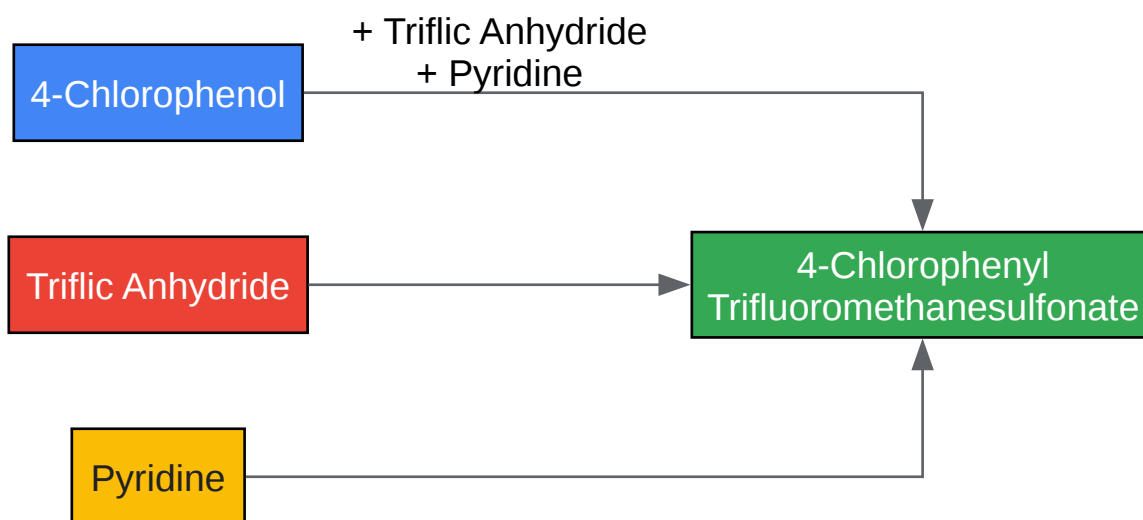 + Triflic Anhydride
+ Pyridine
4-Chlorophenol
Triflic Anhydride
4-Chlorophenyl
Trifluoromethanesulfonate
Pyridine